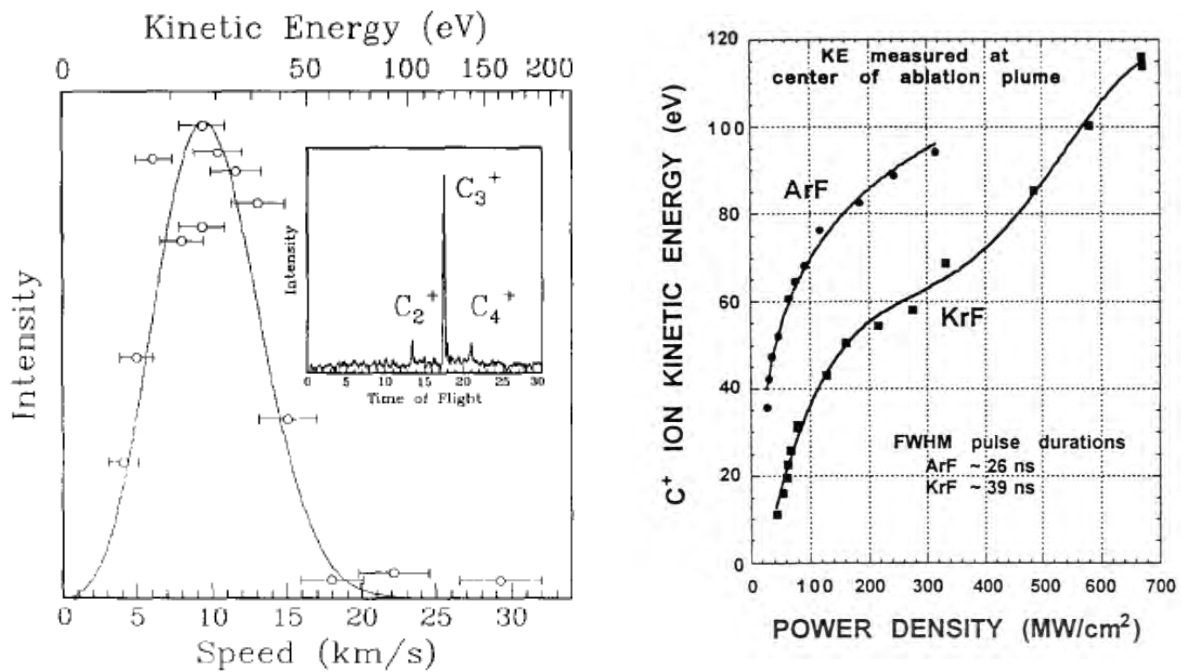 Kinetic Energy (eV)
0 10 50 100 150 200
Intensity
0 5 10 15 20 25 30
Speed (km/s)
Intensity
C2+
C3+
C4+
0 5 10 15 20 25 30
Time of Flight
C+ ION KINETIC ENERGY (eV)
120
100
80
60
40
20
0
KE measured at
center of ablation plume
ArF
KrF
FWHM pulse durations
ArF ~ 26 ns
KrF ~ 39 ns
0 100 200 300 400 500 600 700
POWER DENSITY (MW/cm²)